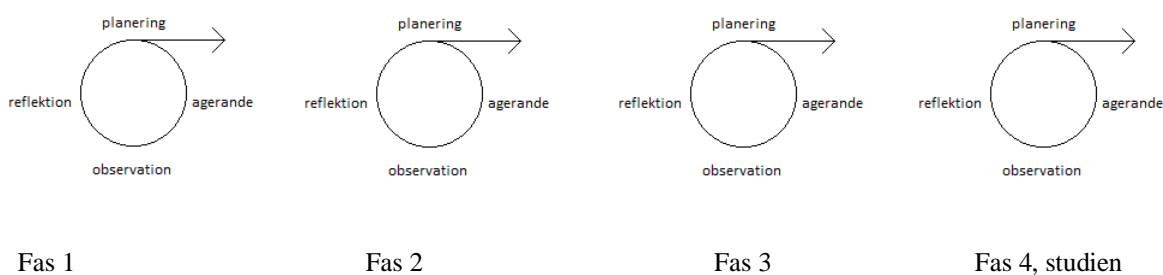 planering planering planering planering
reflektion agerande reflektion agerande reflektion agerande reflektion agerande
observation observation observation observation
Fas 1 Fas 2 Fas 3 Fas 4, studien